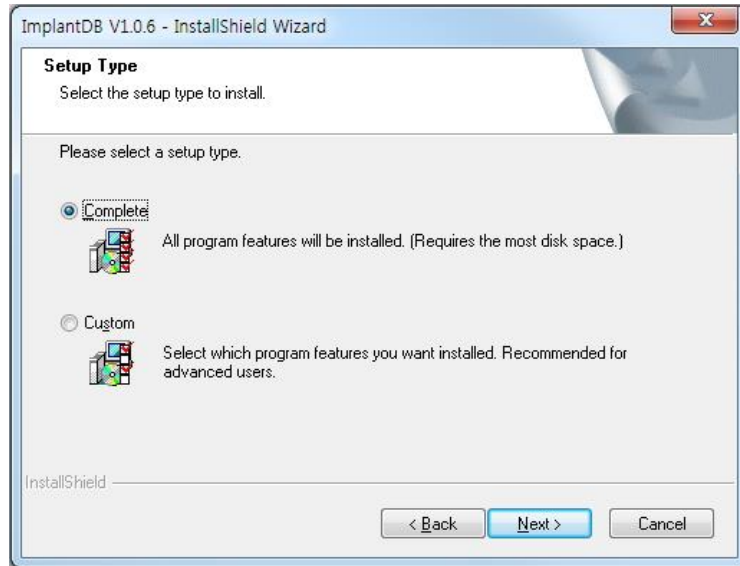 ImplantDB V1.0.6 - InstallShield Wizard
Setup Type
Select the setup type to install.
Please select a setup type.
Complete
All program features will be installed. (Requires the most disk space.)
Custom
Select which program features you want installed. Recommended for
advanced users.
InstallShield
< Back
Next >
Cancel